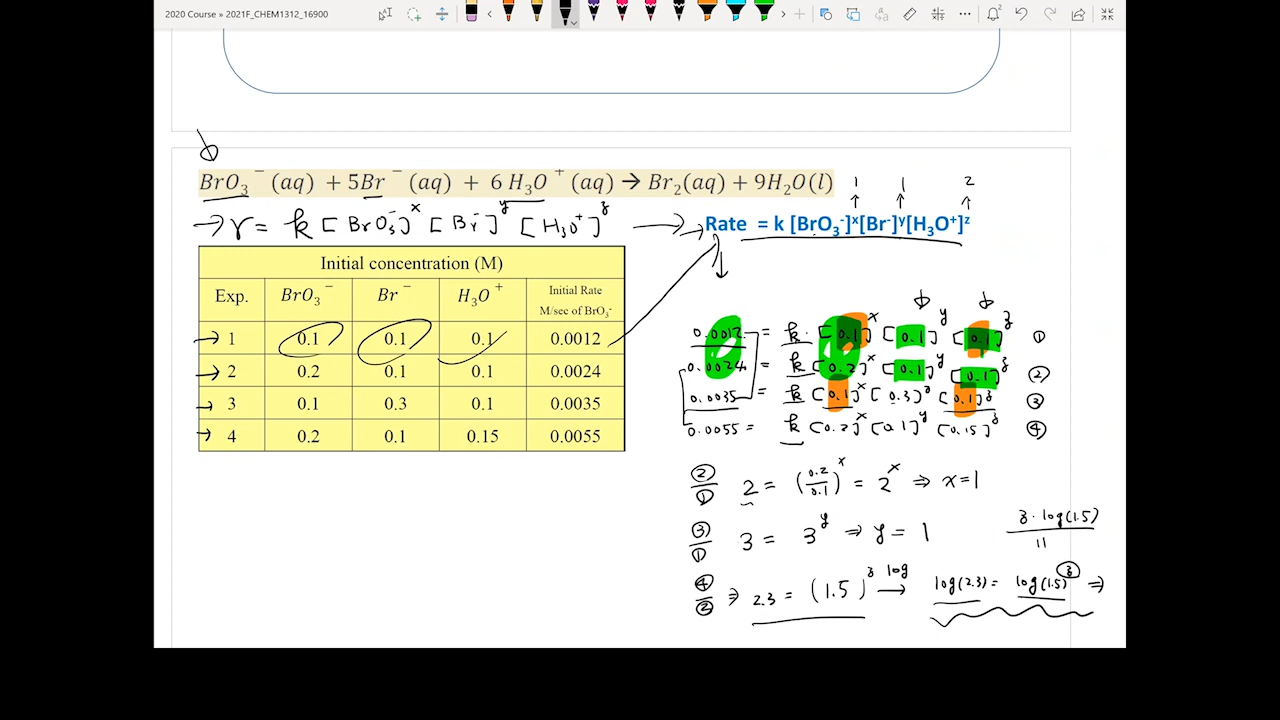 2020 Course » 2021F_CHEM1312_16900
BrO₃⁻ (aq) + 5Br⁻ (aq) + 6 H₃O⁺ (aq) → Br₂(aq) + 9H₂O(l)
1 1 2
→ r = k [BrO₃⁻]ˣ [Br⁻]ʸ [H₃O⁺]ᶻ →
Rate = k [BrO₃⁻]ˣ[Br⁻]ʸ[H₃O⁺]ᶻ
Initial concentration (M)
Exp. BrO₃⁻ Br⁻ H₃O⁺ Initial Rate M/sec of BrO₃⁻
→ 1 0.1 0.1 0.1 0.0012
→ 2 0.2 0.1 0.1 0.0024
→ 3 0.1 0.3 0.1 0.0035
→ 4 0.2 0.1 0.15 0.0055
0.0012 = k · [0.1]ˣ [0.1]ʸ [0.1]ᶻ ①
0.0024 = k [0.2]ˣ [0.1]ʸ [0.1]ᶻ ②
0.0035 = k [0.1]ˣ [0.3]ʸ [0.1]ᶻ ③
0.0055 = k [0.2]ˣ [0.1]ʸ [0.15]ᶻ ④
②/① 2 = (0.2/0.1)ˣ = 2ˣ ⇒ x=1
③/① 3 = 3ʸ ⇒ y = 1
z · log(1.5)
11
④/② ⇒ 2.3 = (1.5)ᶻ log → log(2.3) = log(1.5)ᶻ ⇒